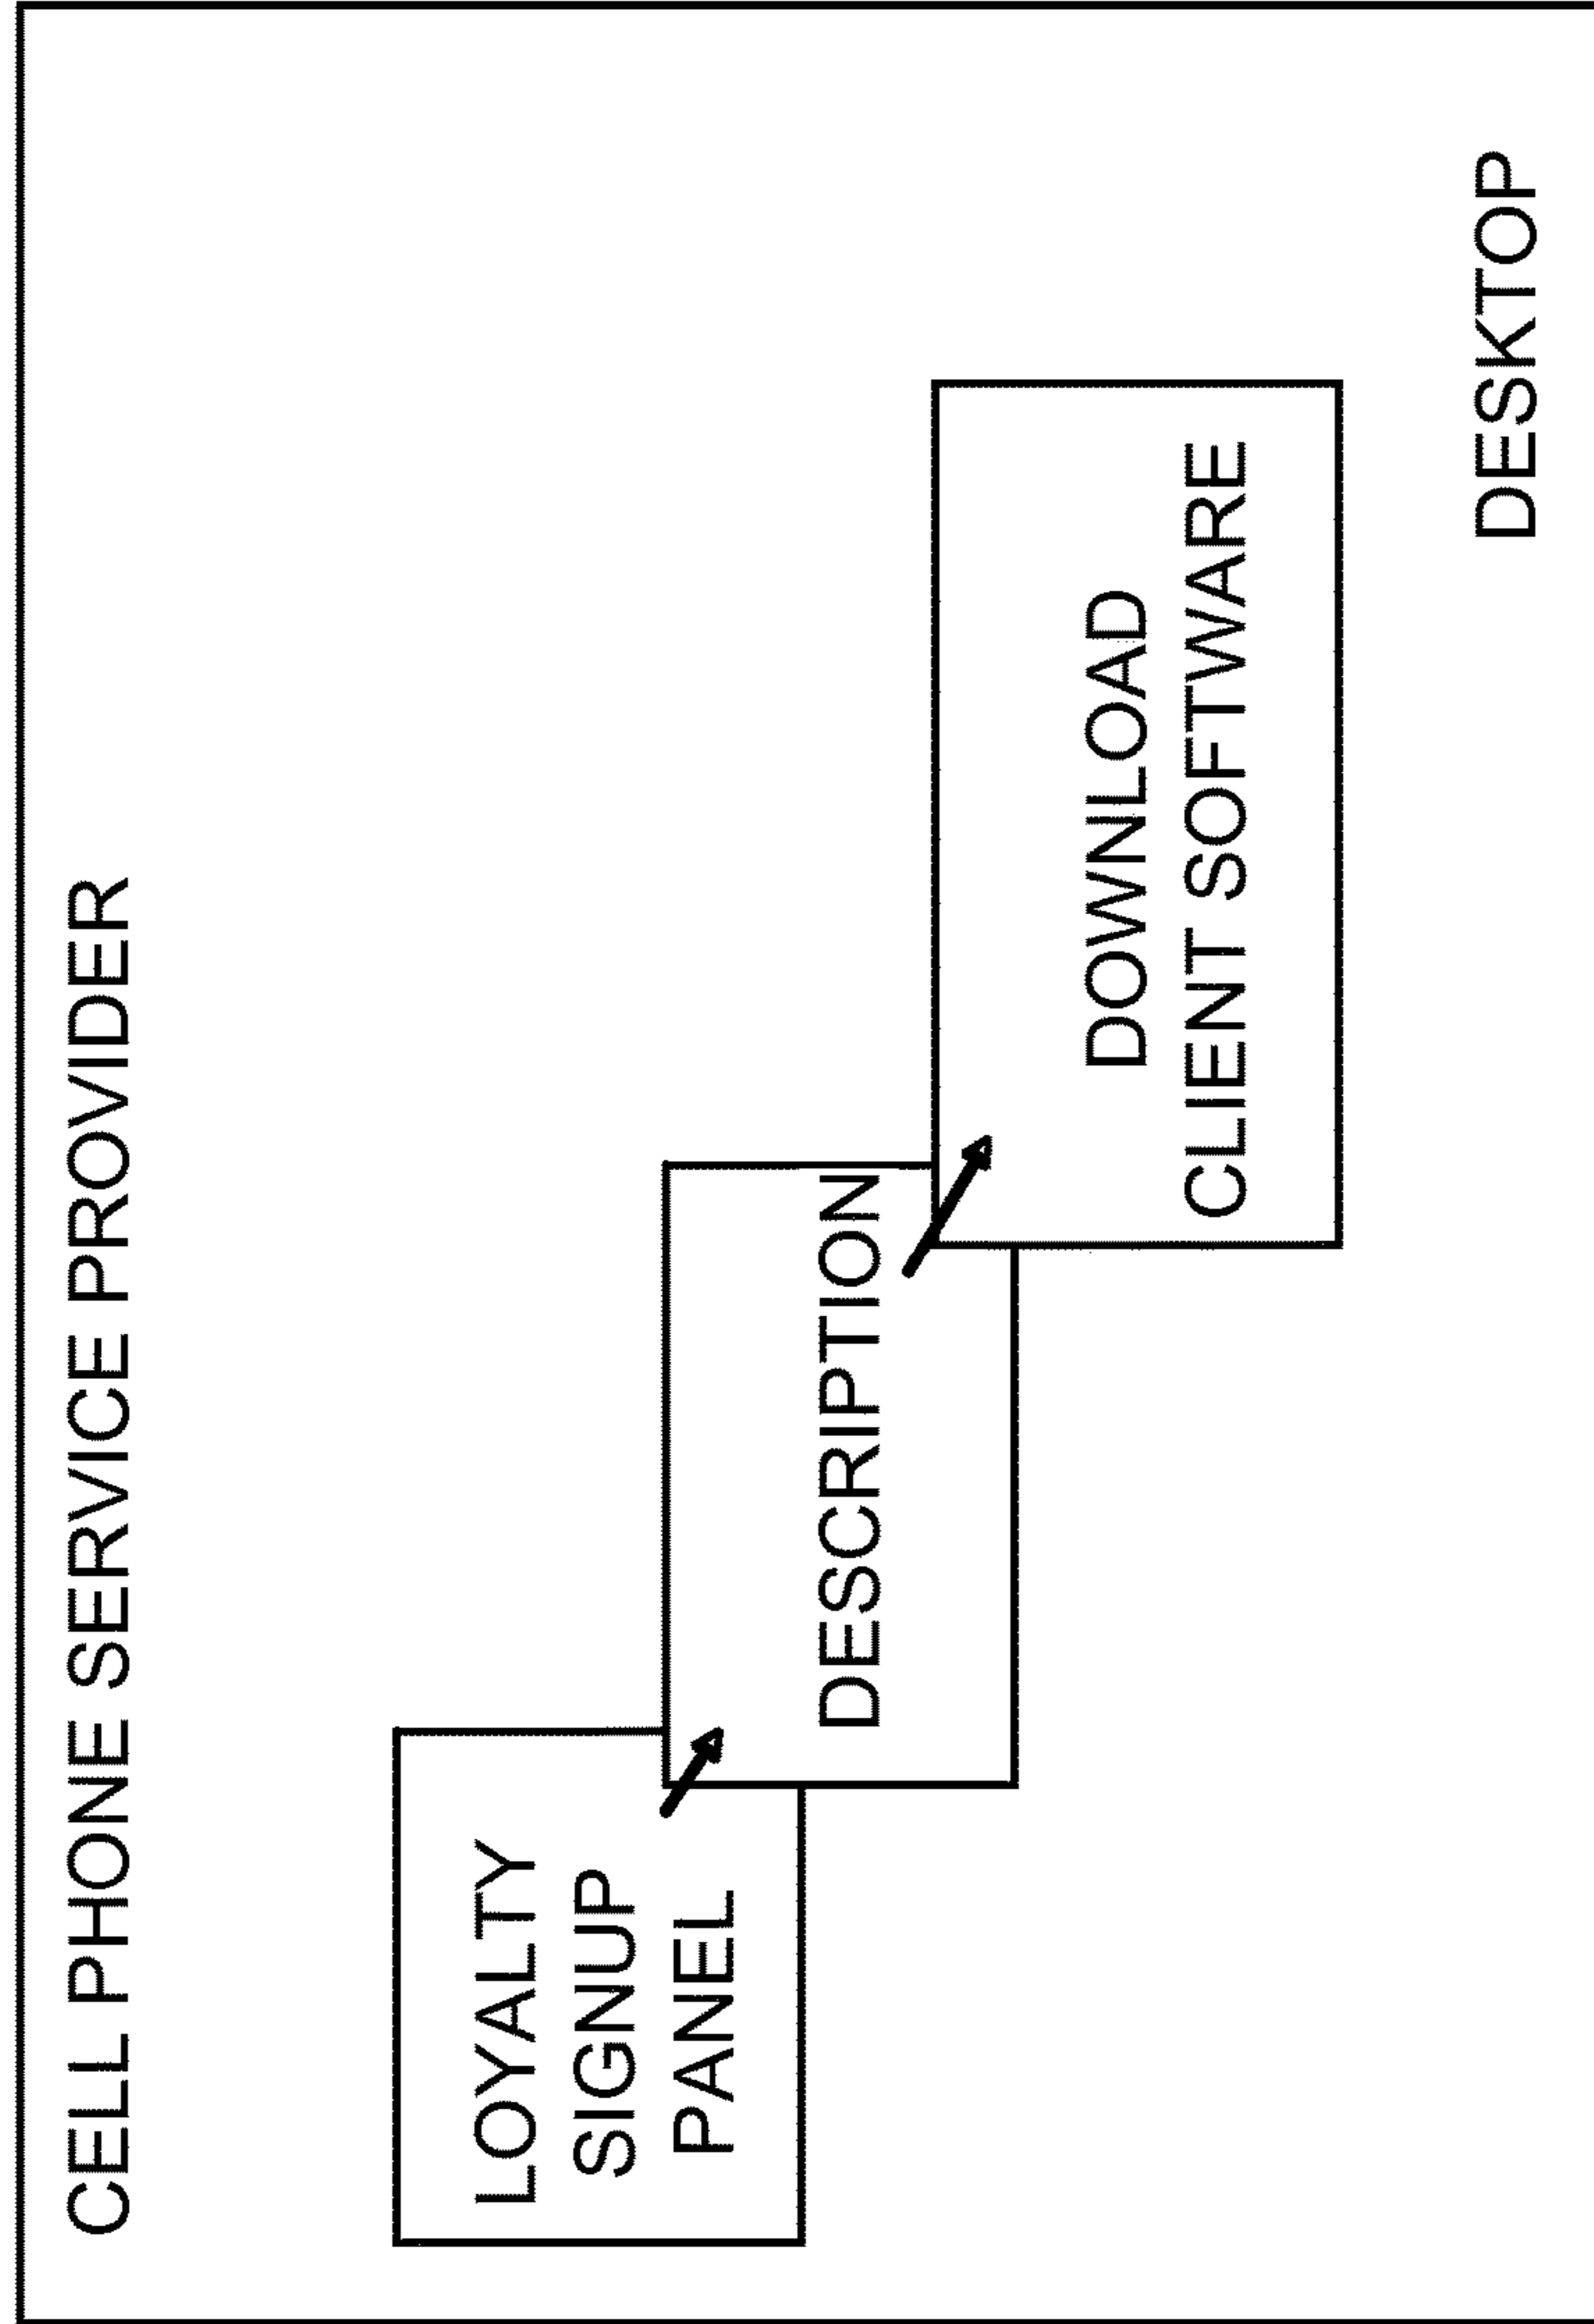 CELL PHONE SERVICE PROVIDER
LOYALTY
SIGNUP
PANEL
DESCRIPTION
DOWNLOAD
CLIENT SOFTWARE
DESKTOP